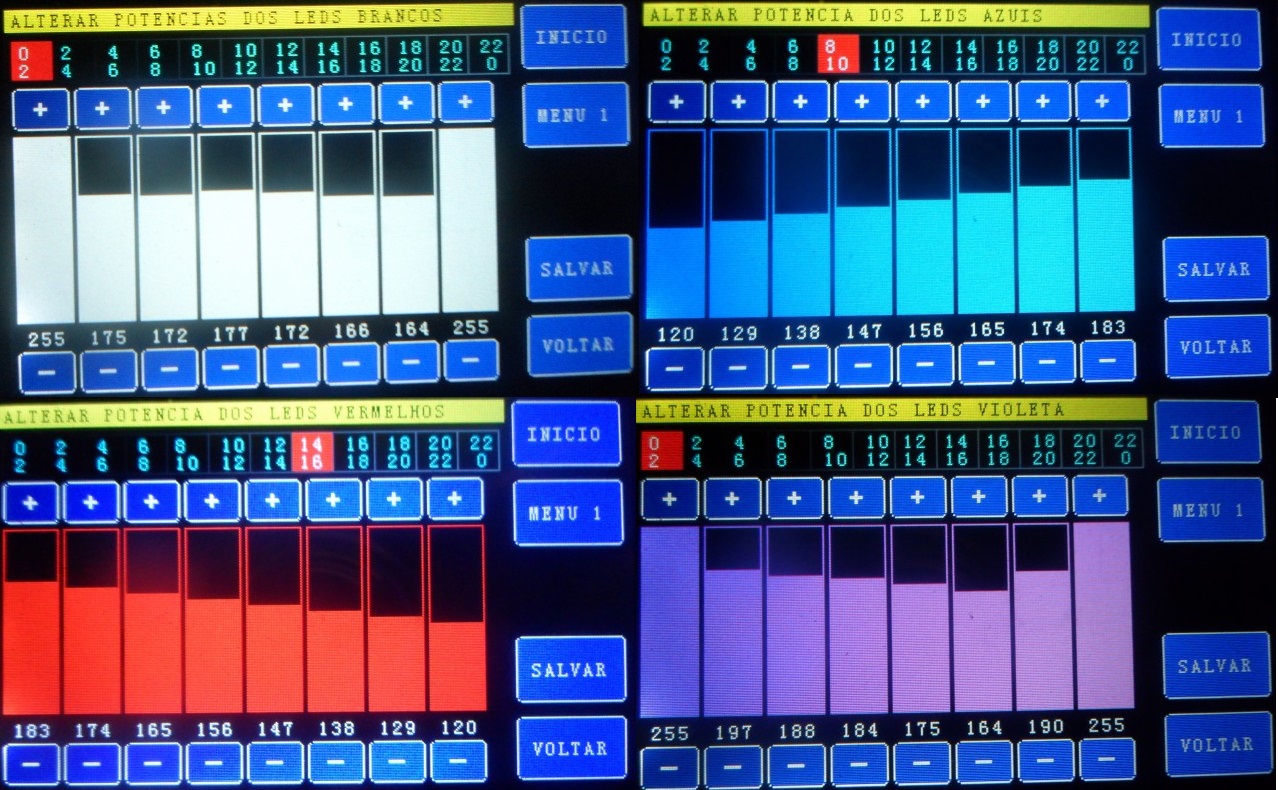 ALTERAR POTENCIAS DOS LEDS BRANCOS
INICIO
0 2 4 6 8 10 12 14 16 18 20 22
2 4 6 8 10 12 14 16 18 20 22 0
+ + + + + + + +
MENU 1
SALVAR
255 175 172 177 172 166 164 255
VOLTAR
− − − − − − − −
ALTERAR POTENCIA DOS LEDS AZUIS
INICIO
0 2 4 6 8 10 12 14 16 18 20 22
2 4 6 8 10 12 14 16 18 20 22 0
+ + + + + + + +
MENU 1
SALVAR
120 129 138 147 156 165 174 183
VOLTAR
− − − − − − − −
ALTERAR POTENCIA DOS LEDS VERMELHOS
INICIO
0 2 4 6 8 10 12 14 16 18 20 22
2 4 6 8 10 12 14 16 18 20 22 0
+ + + + + + + +
MENU 1
SALVAR
183 174 165 156 147 138 129 120
VOLTAR
− − − − − − − −
ALTERAR POTENCIA DOS LEDS VIOLETA
INICIO
0 2 4 6 8 10 12 14 16 18 20 22
2 4 6 8 10 12 14 16 18 20 22 0
+ + + + + + + +
MENU 1
SALVAR
255 197 188 184 175 164 190 255
VOLTAR
− − − − − − − −